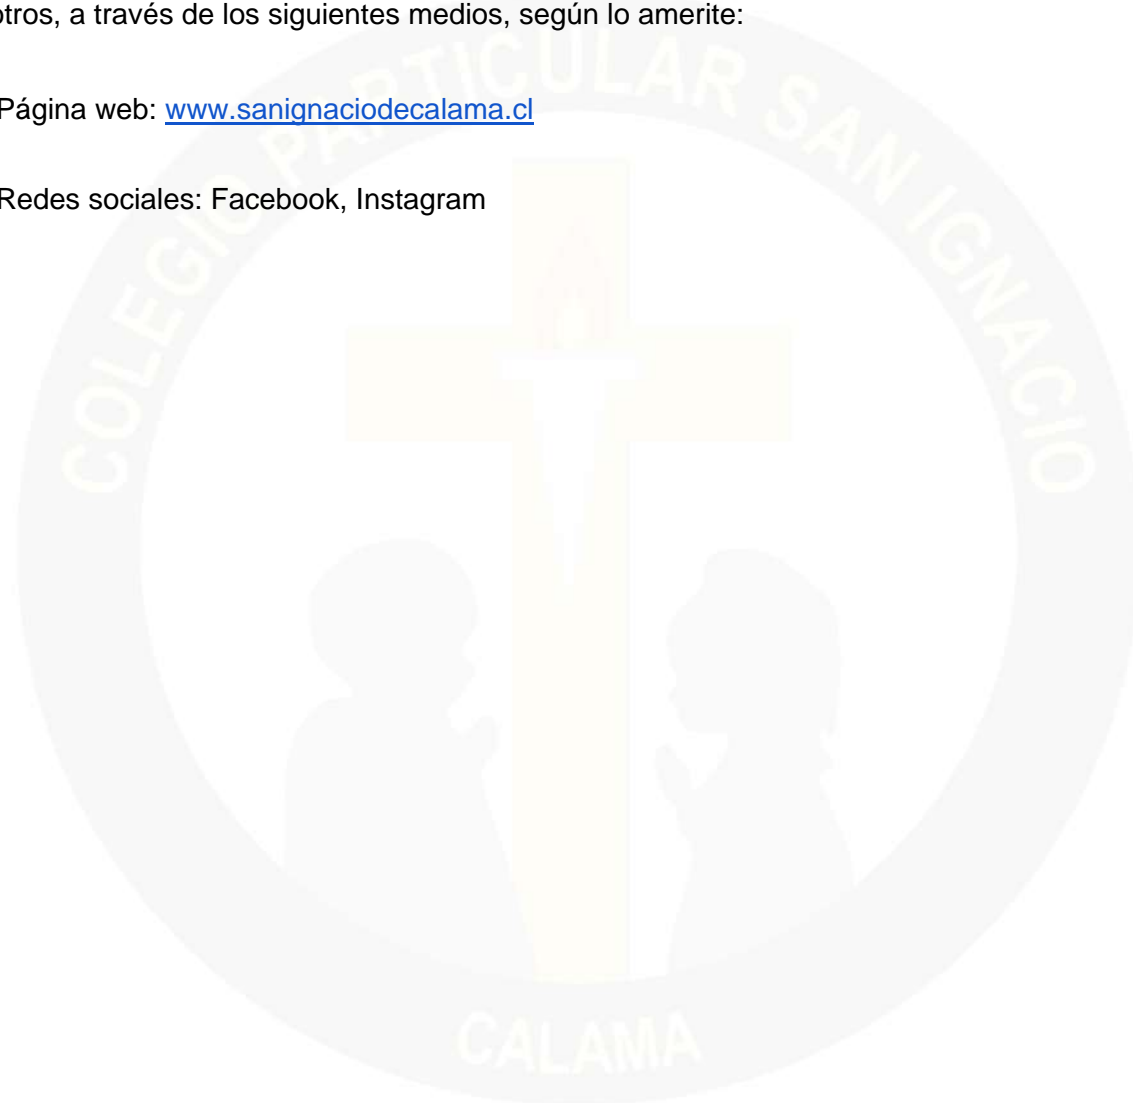 otros, a través de los siguientes medios, según lo amerite:
Página web: www.sanignaciodecalama.cl
Redes sociales: Facebook, Instagram
COLEGIO PARTICULAR SAN IGNACIO
CALAMA